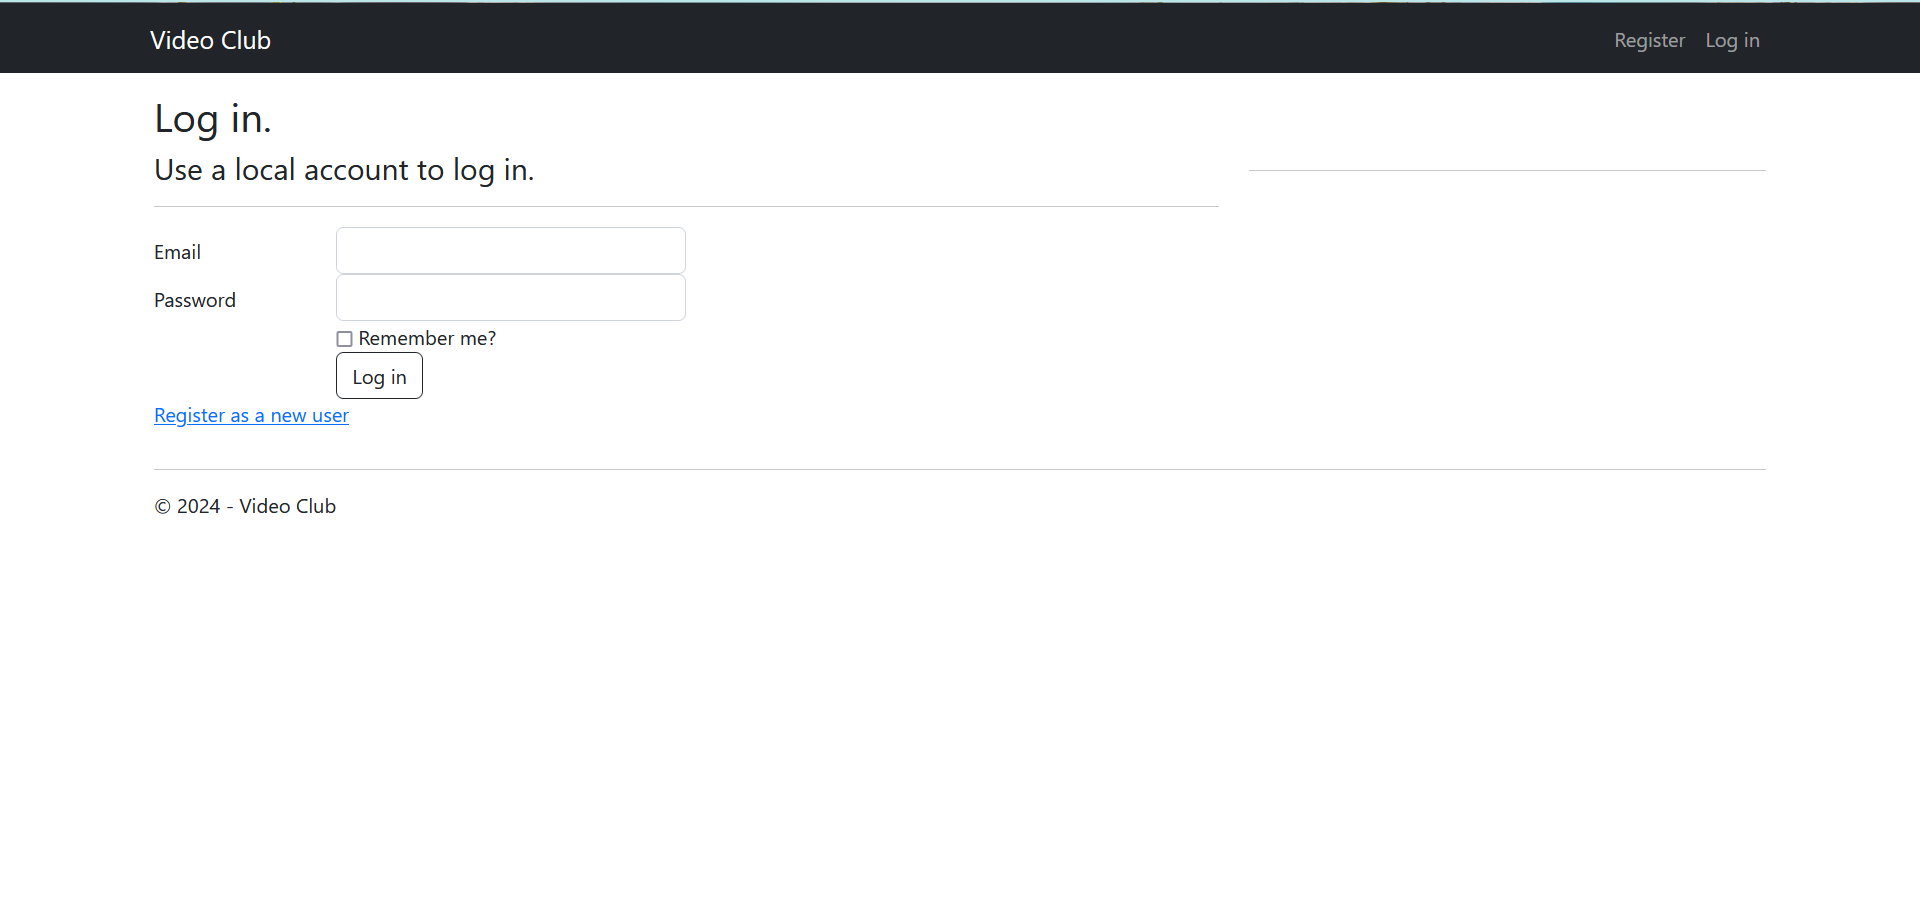 Video Club
Register
Log in
Log in.
Use a local account to log in.
Email
Password
Remember me?
Log in
Register as a new user
© 2024 - Video Club